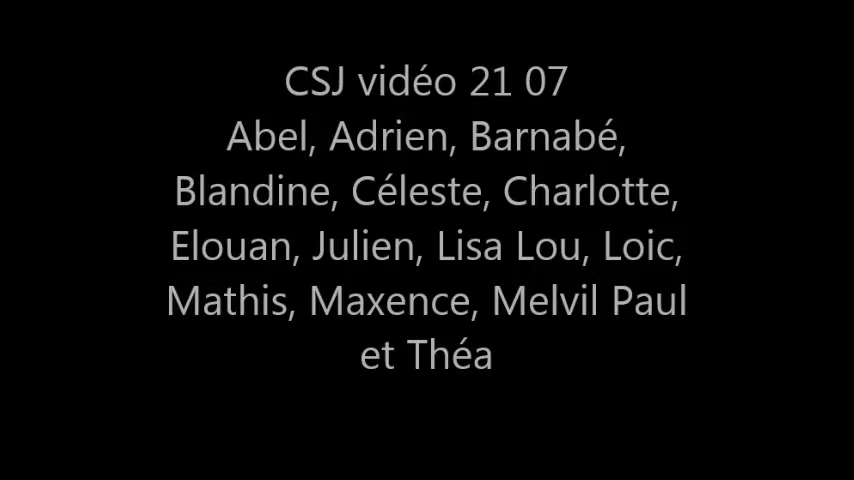 CSJ vidéo 21 07
Abel, Adrien, Barnabé,
Blandine, Céleste, Charlotte,
Elouan, Julien, Lisa Lou, Loic,
Mathis, Maxence, Melvil Paul
et Théa